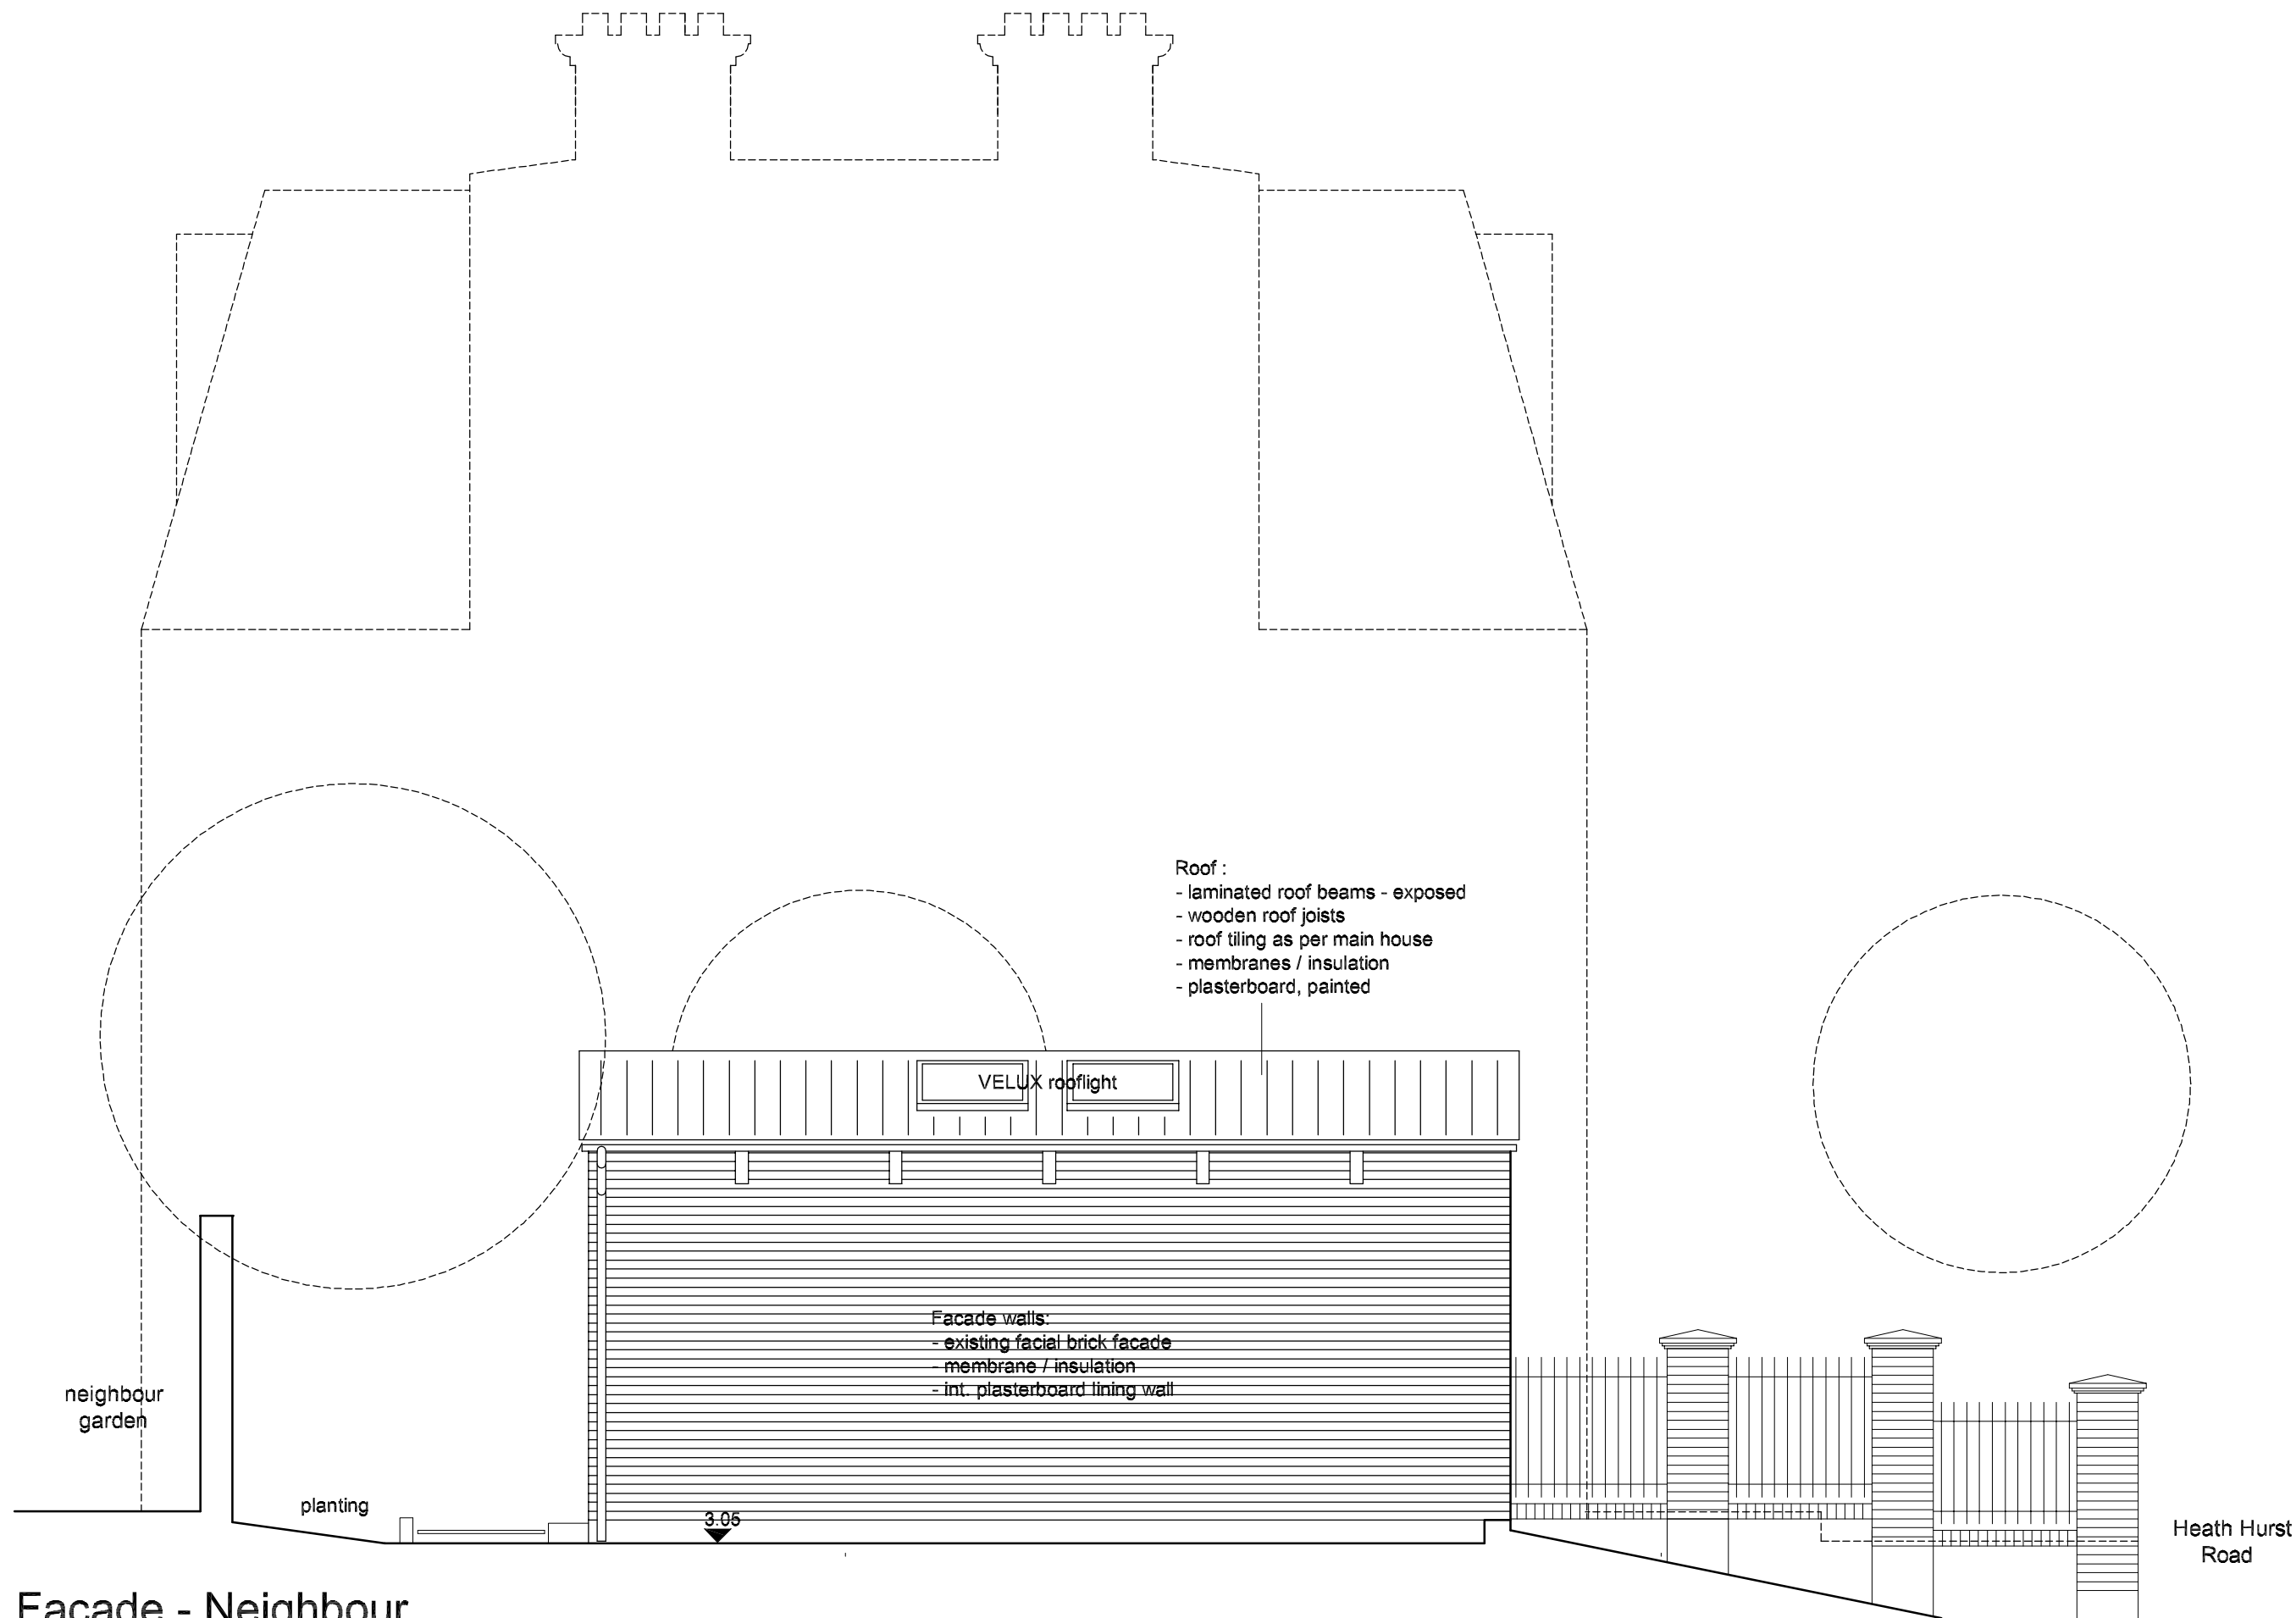 Roof :
- laminated roof beams - exposed
- wooden roof joists
- roof tiling as per main house
- membranes / insulation
- plasterboard, painted
VELUX rooflight
Facade walls:
- existing facial brick facade
- membrane / insulation
- int. plasterboard lining wall
neighbour
garden
planting
3.05
Heath Hurst
Road
Facade - Neighbour